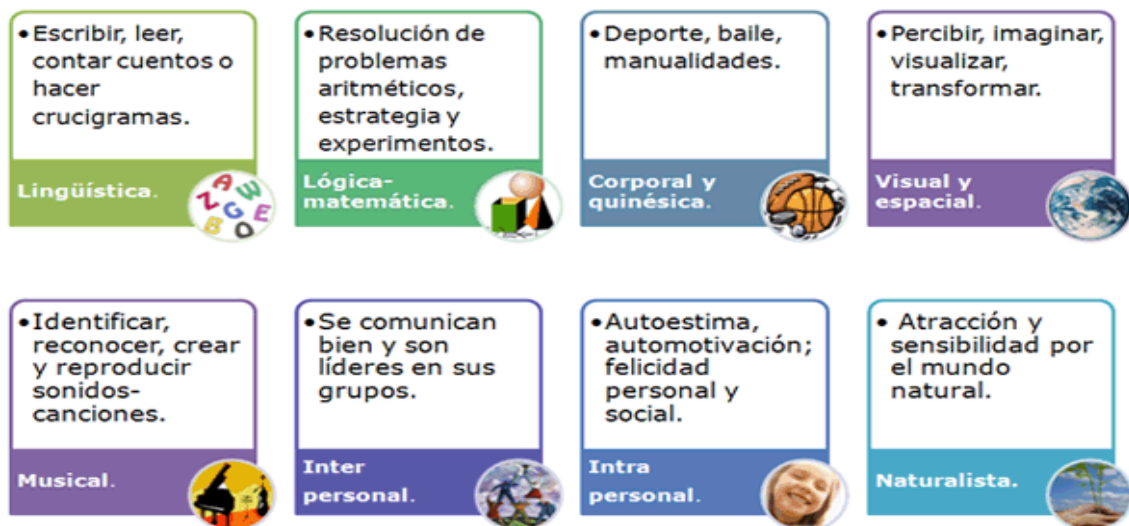 • Escribir, leer,
contar cuentos o
hacer
crucigramas.
Lingüística.
• Resolución de
problemas
aritméticos,
estrategia y
experimentos.
Lógica-
matemática.
• Deporte, baile,
manualidades.
Corporal y
quinésica.
• Percibir, imaginar,
visualizar,
transformar.
Visual y
espacial.
• Identificar,
reconocer, crear
y reproducir
sonidos-
canciones.
Musical.
• Se comunican
bien y son
líderes en sus
grupos.
Inter
personal.
• Autoestima,
automotivación;
felicidad
personal y
social.
Intra
personal.
• Atracción y
sensibilidad por
el mundo
natural.
Naturalista.